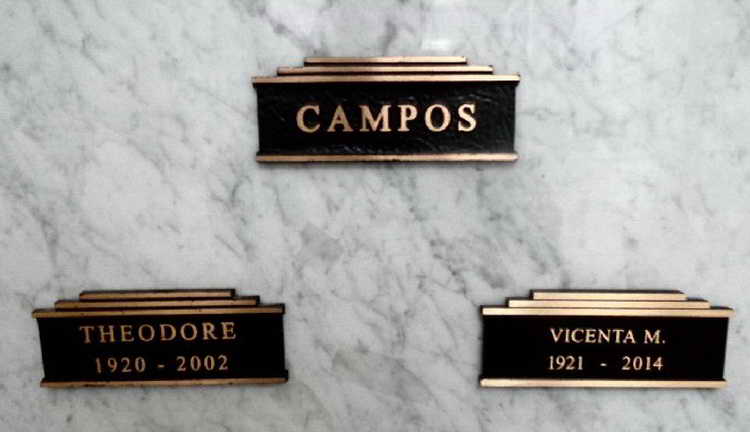 CAMPOS
THEODORE
1920 - 2002
VICENTA M.
1921 - 2014